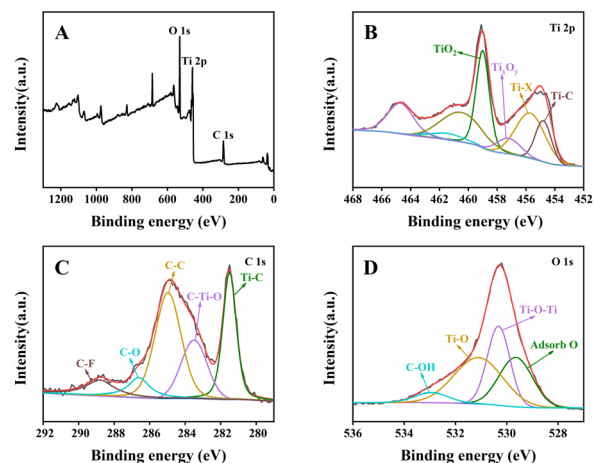 A
O 1s
Ti 2p
C 1s
Intensity(a.u.)
1200 1000 800 600 400 200 0
Binding energy (eV)
B
Ti 2p
TiO₂
TiₓOᵧ
Ti-X
Ti-C
Intensity(a.u.)
468 466 464 462 460 458 456 454 452
Binding energy (eV)
C
C 1s
C-C
Ti-C
C-Ti-O
C-O
C-F
Intensity(a.u.)
292 290 288 286 284 282 280
Binding energy (eV)
D
O 1s
Ti-O-Ti
Ti-O
Adsorb O
C-OH
Intensity(a.u.)
536 534 532 530 528
Binding energy (eV)